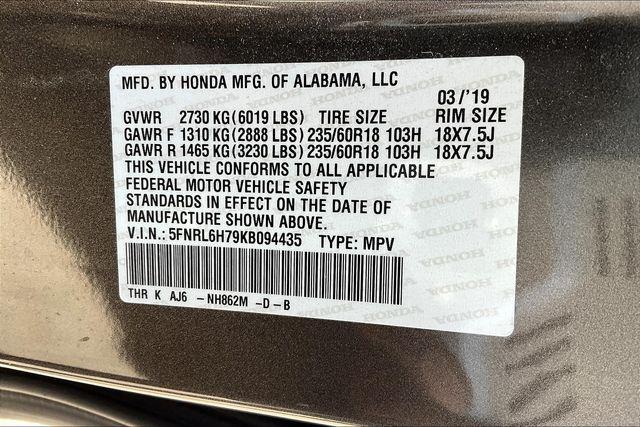 MFD. BY HONDA MFG. OF ALABAMA, LLC
03/'19
GVWR 2730 KG (6019 LBS) TIRE SIZE RIM SIZE
GAWR F 1310 KG (2888 LBS) 235/60R18 103H 18X7.5J
GAWR R 1465 KG (3230 LBS) 235/60R18 103H 18X7.5J
THIS VEHICLE CONFORMS TO ALL APPLICABLE
FEDERAL MOTOR VEHICLE SAFETY
STANDARDS IN EFFECT ON THE DATE OF
MANUFACTURE SHOWN ABOVE.
V.I.N.: 5FNRL6H79KB094435 TYPE: MPV
THR K AJ6 -NH862M -D-B